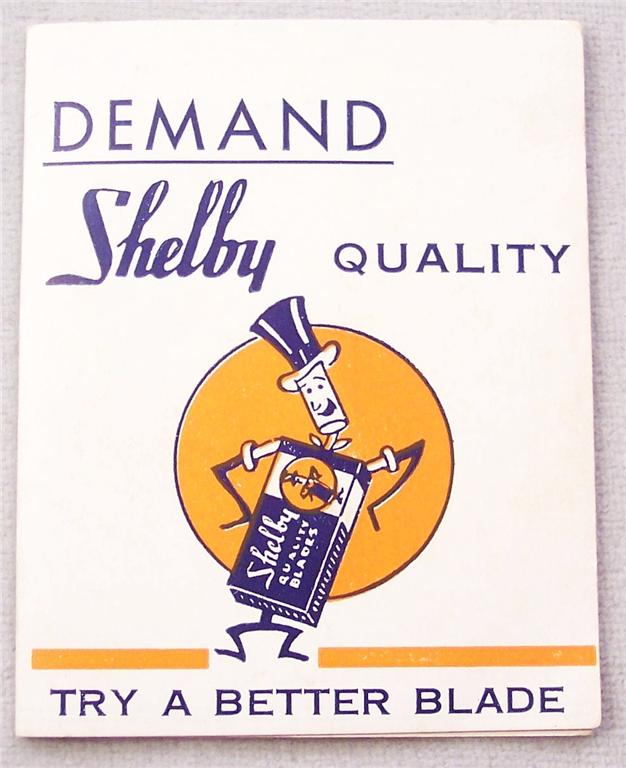 DEMAND
Shelby QUALITY
Shelby
QUALITY
BLADES
TRY A BETTER BLADE